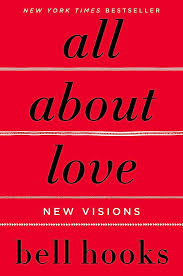 NEW YORK TIMES BESTSELLER
all
about
love
NEW VISIONS
bell hooks